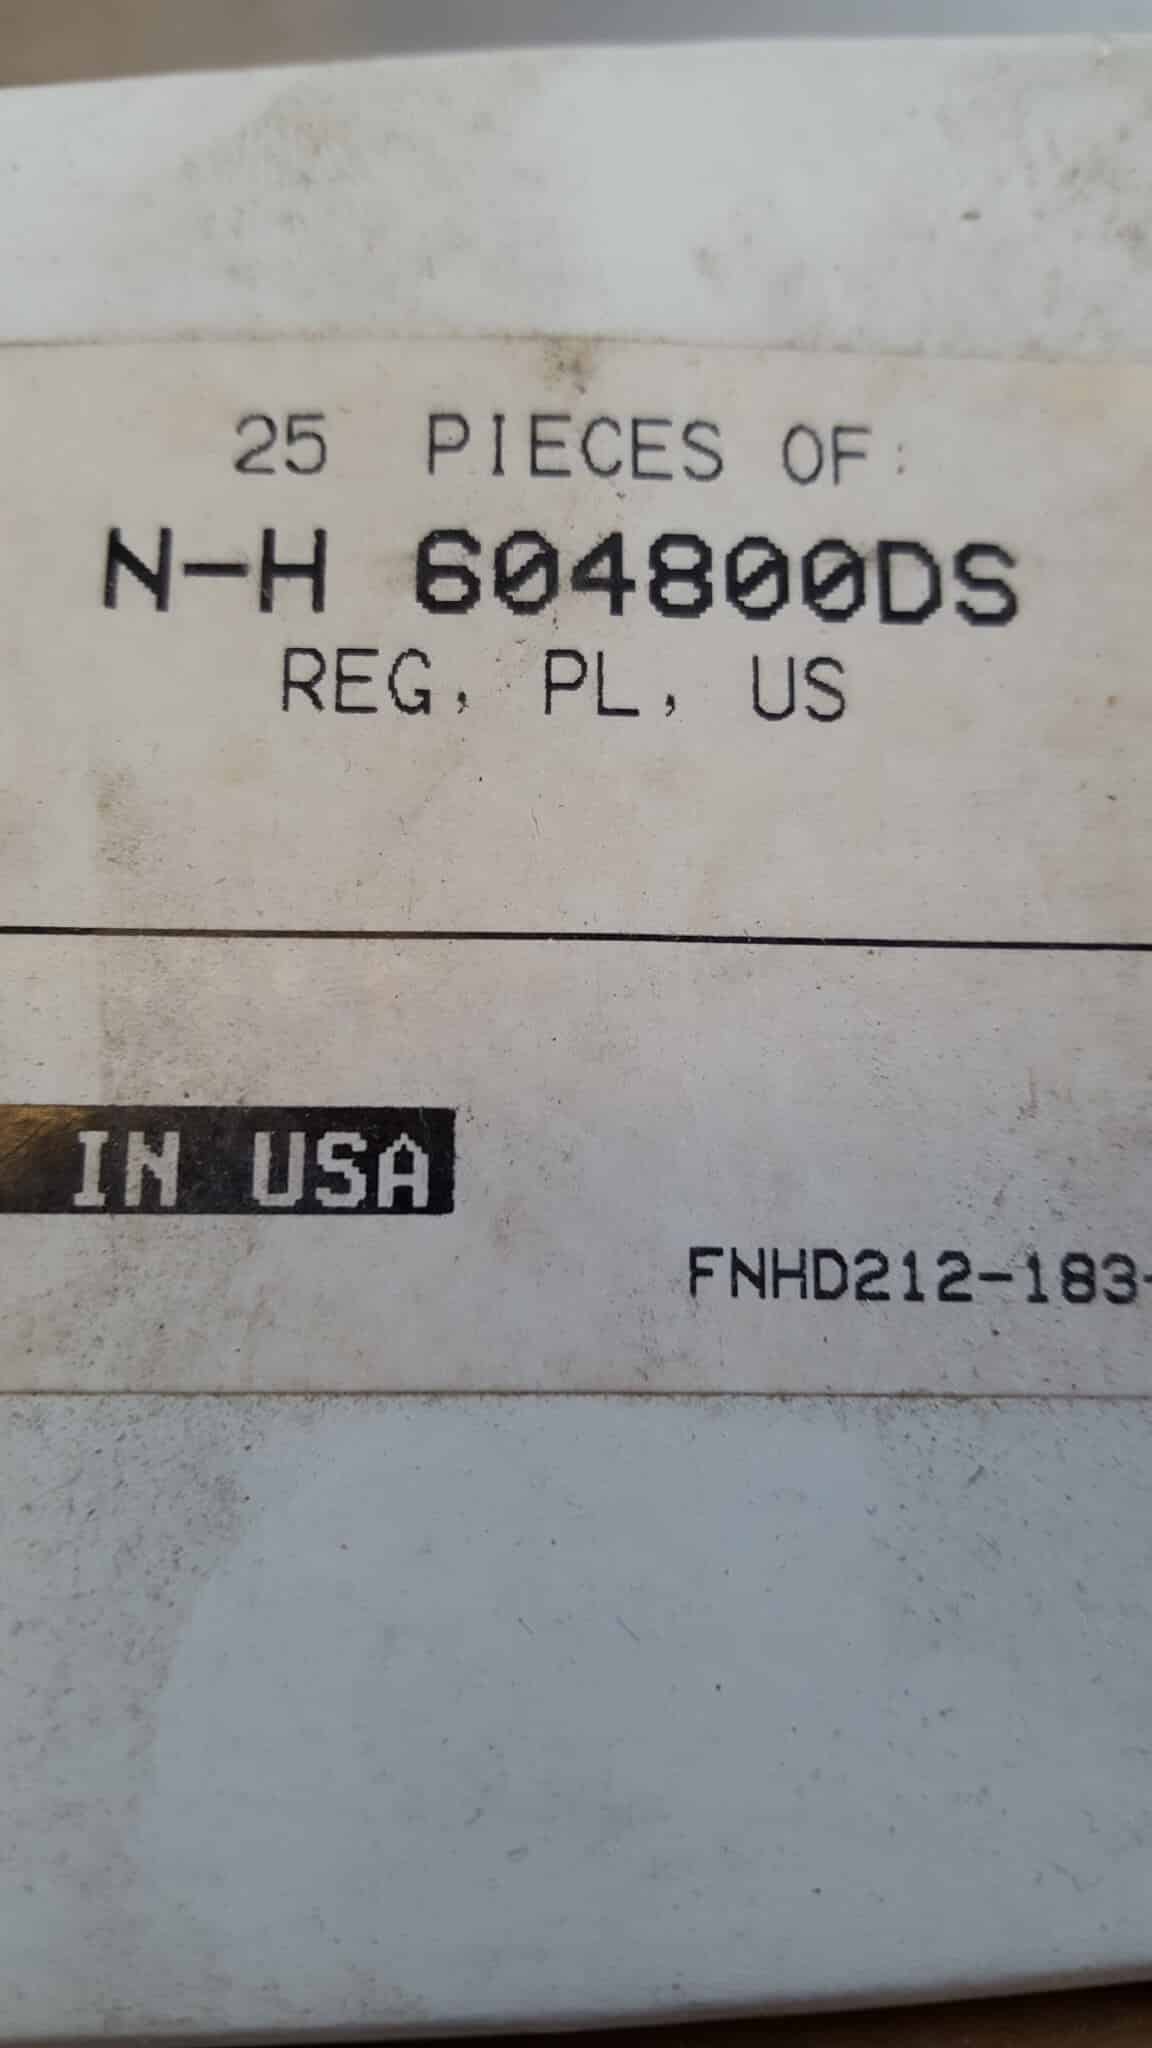 25 PIECES OF:
N-H 604800DS
REG, PL, US
IN USA
FNHD212-183-